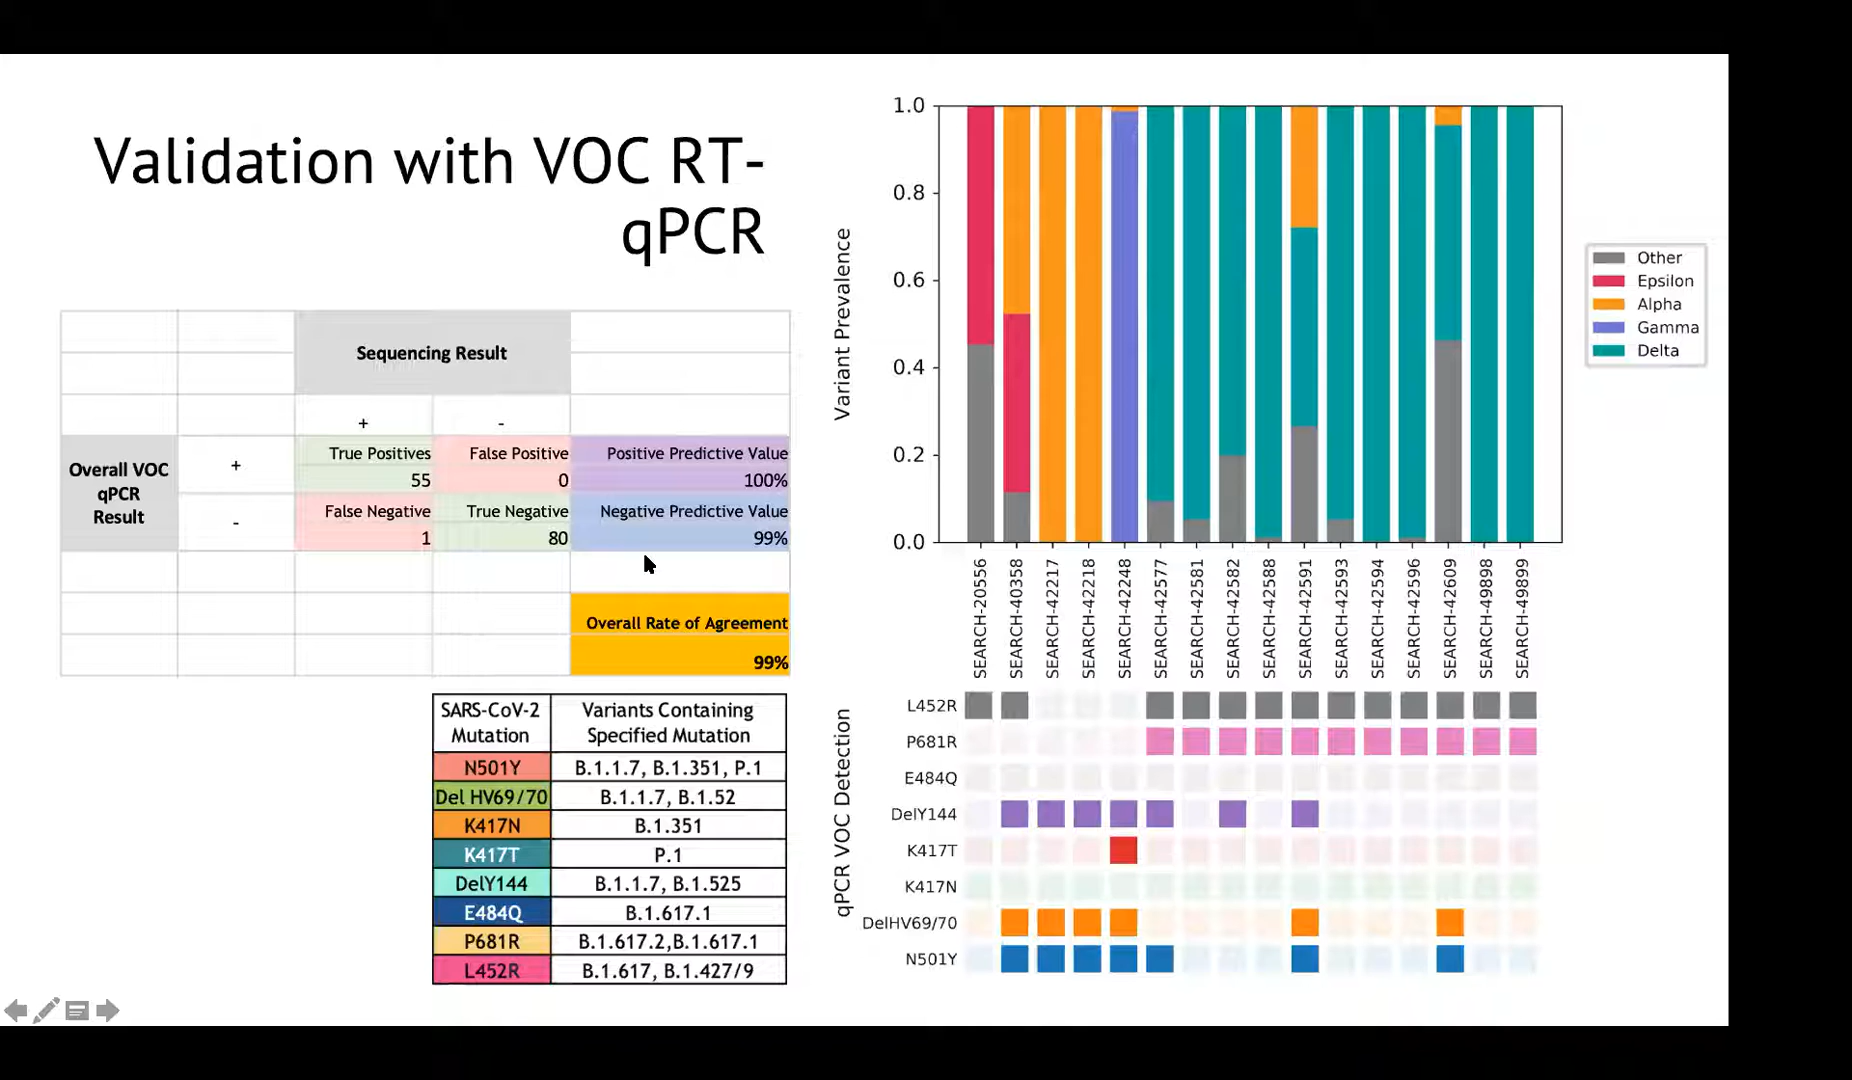 Validation with VOC RT-
qPCR
Sequencing Result
+ -
Overall VOC
qPCR
Result
+
True Positives False Positive Positive Predictive Value
55 0 100%
-
False Negative True Negative Negative Predictive Value
1 80 99%
Overall Rate of Agreement
99%
SARS-CoV-2
Mutation
Variants Containing
Specified Mutation
N501Y B.1.1.7, B.1.351, P.1
Del HV69/70 B.1.1.7, B.1.52
K417N B.1.351
K417T P.1
DelY144 B.1.1.7, B.1.525
E484Q B.1.617.1
P681R B.1.617.2,B.1.617.1
L452R B.1.617, B.1.427/9
Variant Prevalence
1.0
0.8
0.6
0.4
0.2
0.0
Other
Epsilon
Alpha
Gamma
Delta
SEARCH-20556
SEARCH-40358
SEARCH-42217
SEARCH-42218
SEARCH-42248
SEARCH-42577
SEARCH-42581
SEARCH-42582
SEARCH-42588
SEARCH-42591
SEARCH-42593
SEARCH-42594
SEARCH-42596
SEARCH-42609
SEARCH-49898
SEARCH-49899
qPCR VOC Detection
L452R
P681R
E484Q
DelY144
K417T
K417N
DelHV69/70
N501Y